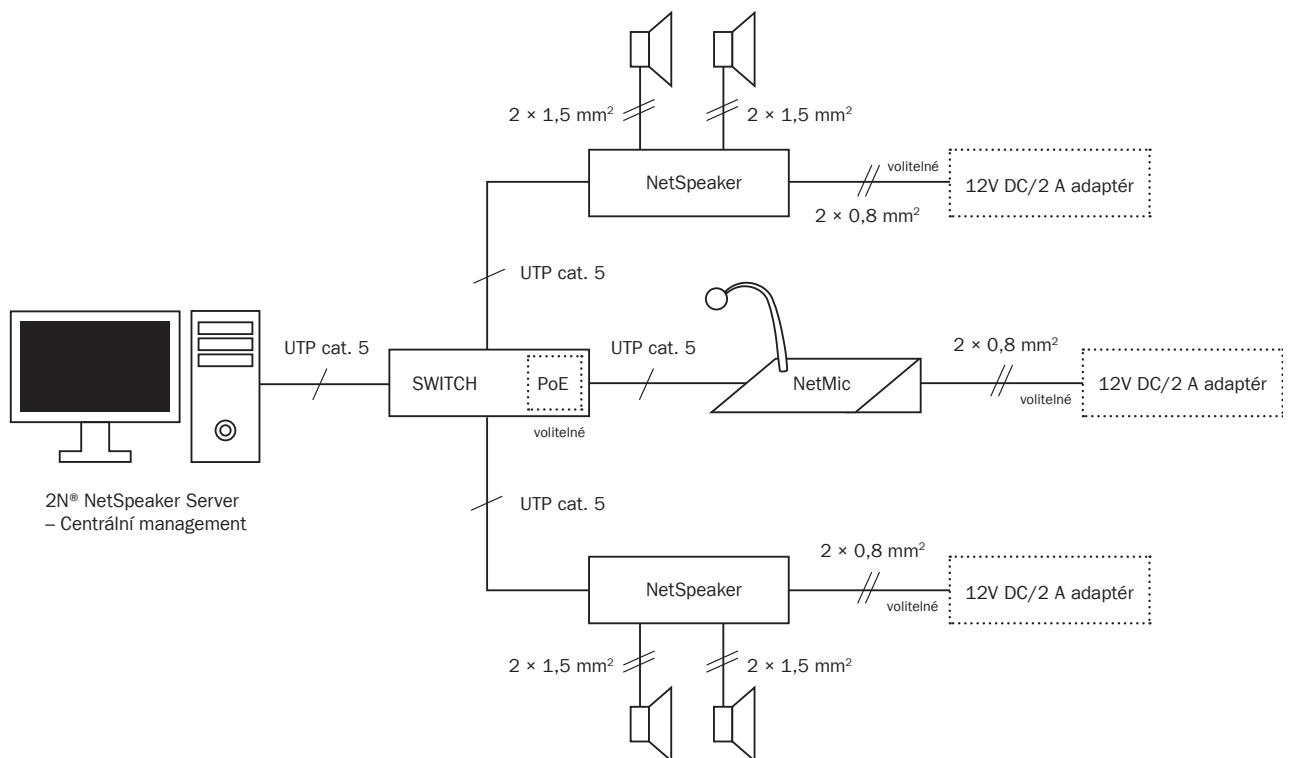 2 × 1,5 mm²
2 × 1,5 mm²
NetSpeaker
volitelné
12V DC/2 A adaptér
2 × 0,8 mm²
UTP cat. 5
UTP cat. 5
SWITCH
PoE
volitelné
UTP cat. 5
NetMic
2 × 0,8 mm²
volitelné
12V DC/2 A adaptér
2N® NetSpeaker Server
– Centrální management
UTP cat. 5
NetSpeaker
2 × 0,8 mm²
volitelné
12V DC/2 A adaptér
2 × 1,5 mm²
2 × 1,5 mm²